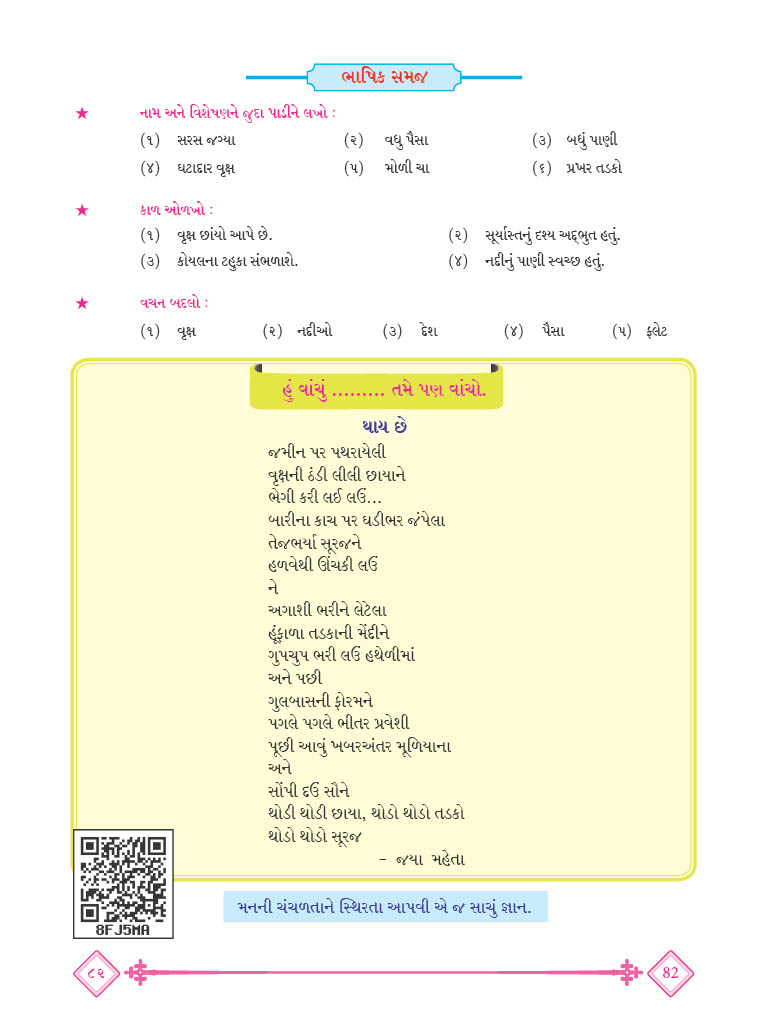 ભાષિક સમજ
★ નામ અને વિશેષણને જુદા પાડીને લખો :
(૧) સરસ જગ્યા (૨) વધુ પૈસા (૩) બધું પાણી
(૪) ઘટાદાર વૃક્ષ (૫) મોળી ચા (૬) પ્રખર તડકો
★ કાળ ઓળખો :
(૧) વૃક્ષ છાંયો આપે છે. (૨) સૂર્યાસ્તનું દૃશ્ય અદ્‌ભુત હતું.
(૩) કોયલના ટહુકા સંભળાશે. (૪) નદીનું પાણી સ્વચ્છ હતું.
★ વચન બદલો :
(૧) વૃક્ષ (૨) નદીઓ (૩) દેશ (૪) પૈસા (૫) ફ્લેટ
હું વાંચું ......... તમે પણ વાંચો.
થાય છે
જમીન પર પથરાયેલી
વૃક્ષની ઠંડી લીલી છાયાને
ભેગી કરી લઈ લઉં...
બારીના કાચ પર ઘડીભર જંપેલા
તેજભર્યા સૂરજને
હળવેથી ઊંચકી લઉં
ને
અગાશી ભરીને લેટેલા
હૂંફાળા તડકાની મેંદીને
ગુપચુપ ભરી લઉં હથેળીમાં
અને પછી
ગુલબાસની ફોરમને
પગલે પગલે ભીતર પ્રવેશી
પૂછી આવું ખબરઅંતર મૂળિયાના
અને
સોંપી દઉં સૌને
થોડી થોડી છાયા, થોડો થોડો તડકો
થોડો થોડો સૂરજ
- જયા મહેતા
8FJ5MA
મનની ચંચળતાને સ્થિરતા આપવી એ જ સાચું જ્ઞાન.
૮૨ 82